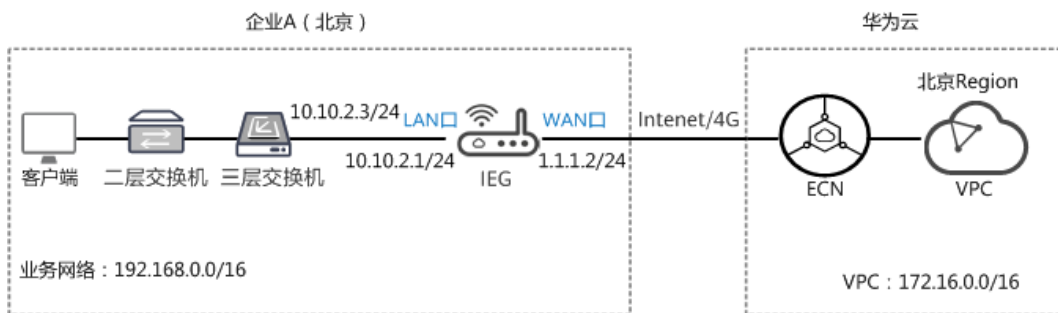 企业A（北京）
华为云
北京Region
10.10.2.3/24
LAN口
WAN口
Intenet/4G
10.10.2.1/24
1.1.1.2/24
客户端
二层交换机
三层交换机
IEG
ECN
VPC
业务网络：192.168.0.0/16
VPC：172.16.0.0/16